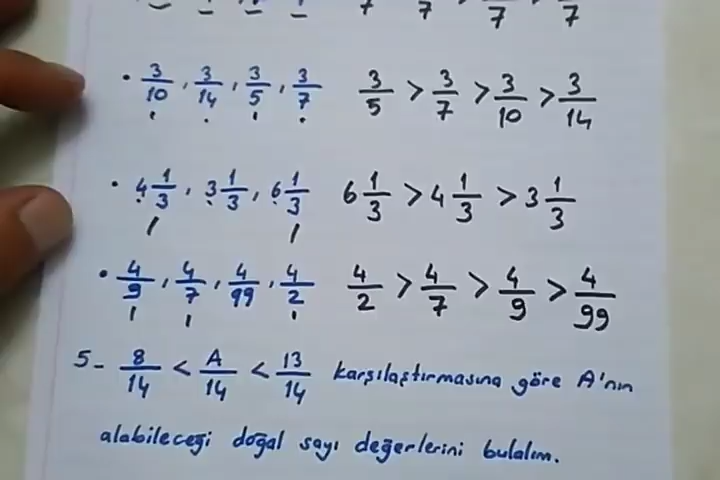 • 3/10, 3/14, 3/5, 3/7   3/5 > 3/7 > 3/10 > 3/14
• 4 1/3, 3 1/3, 6 1/3   6 1/3 > 4 1/3 > 3 1/3
• 4/9, 4/7, 4/99, 4/2   4/2 > 4/7 > 4/9 > 4/99
5- 8/14 < A/14 < 13/14 karşılaştırmasına göre A'nın
alabileceği doğal sayı değerlerini bulalım.